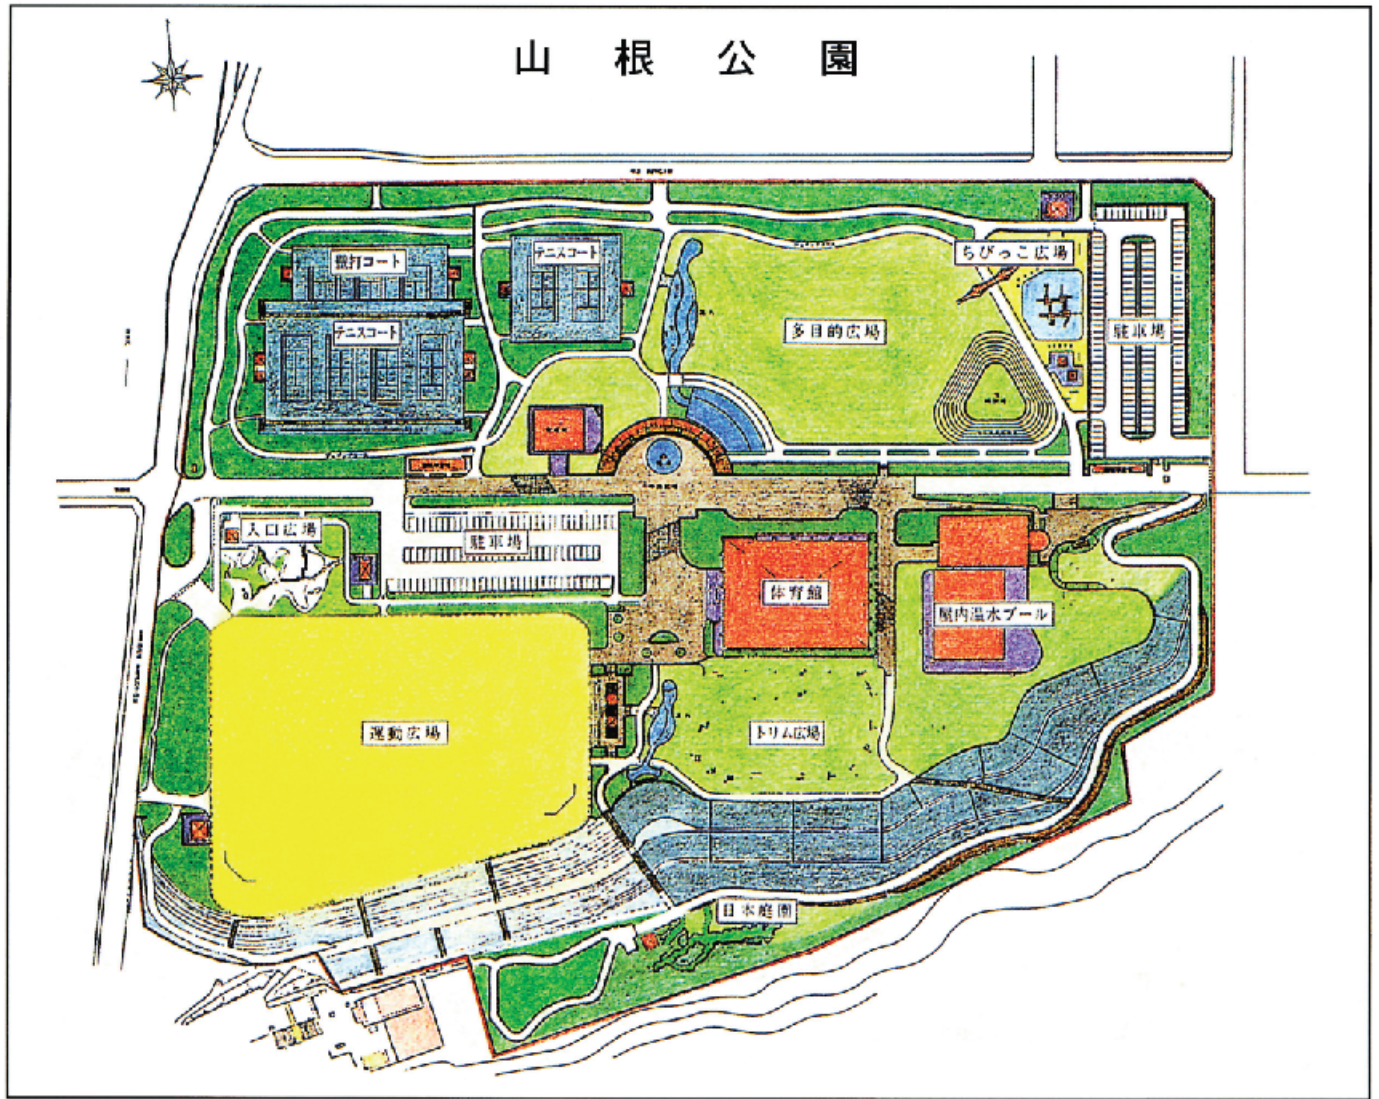 山根公園
ちびっこ広場
壁打コート
テニスコート
テニスコート
多目的広場
駐車場
入口広場
駐車場
体育館
屋内温水プール
運動広場
トリム広場
日本庭園